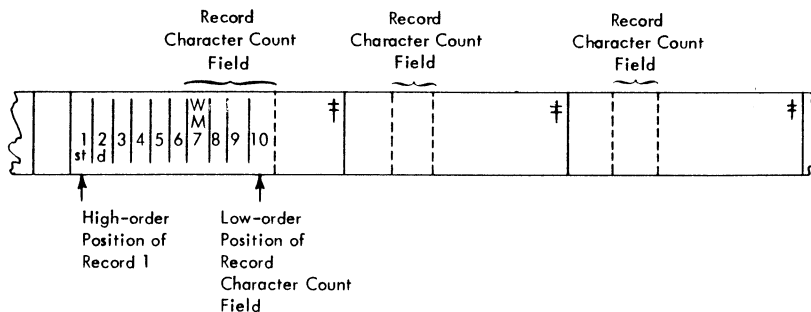 Record
Character Count
Field
Record
Character Count
Field
Record
Character Count
Field
W
M
1 2 3 4 5 6 7 8 9 10
st d
⧧ ⧧ ⧧
High-order
Position of
Record 1
Low-order
Position of
Record
Character Count
Field